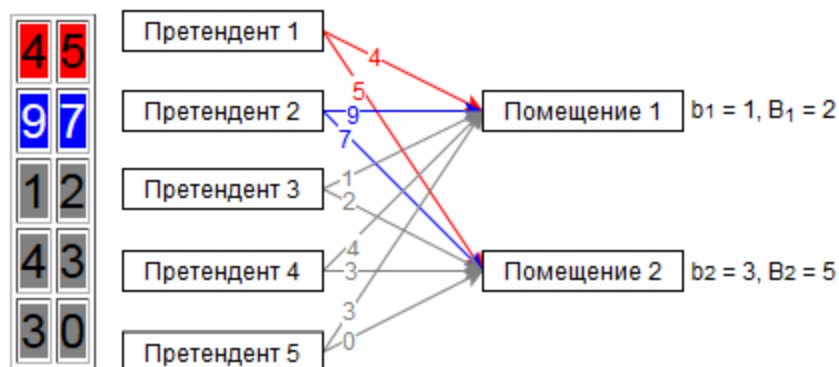 4 5
9 7
1 2
4 3
3 0
Претендент 1
Претендент 2
Претендент 3
Претендент 4
Претендент 5
4
5
9
7
1
2
4
3
3
0
Помещение 1
b1 = 1, B1 = 2
Помещение 2
b2 = 3, B2 = 5